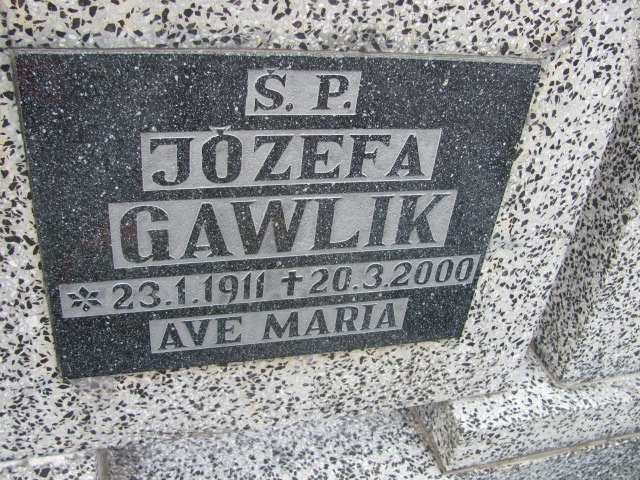 Ś. P.
JÓZEFA
GAWLIK
* 23.1.1911 ✝ 20.3.2000
AVE MARIA